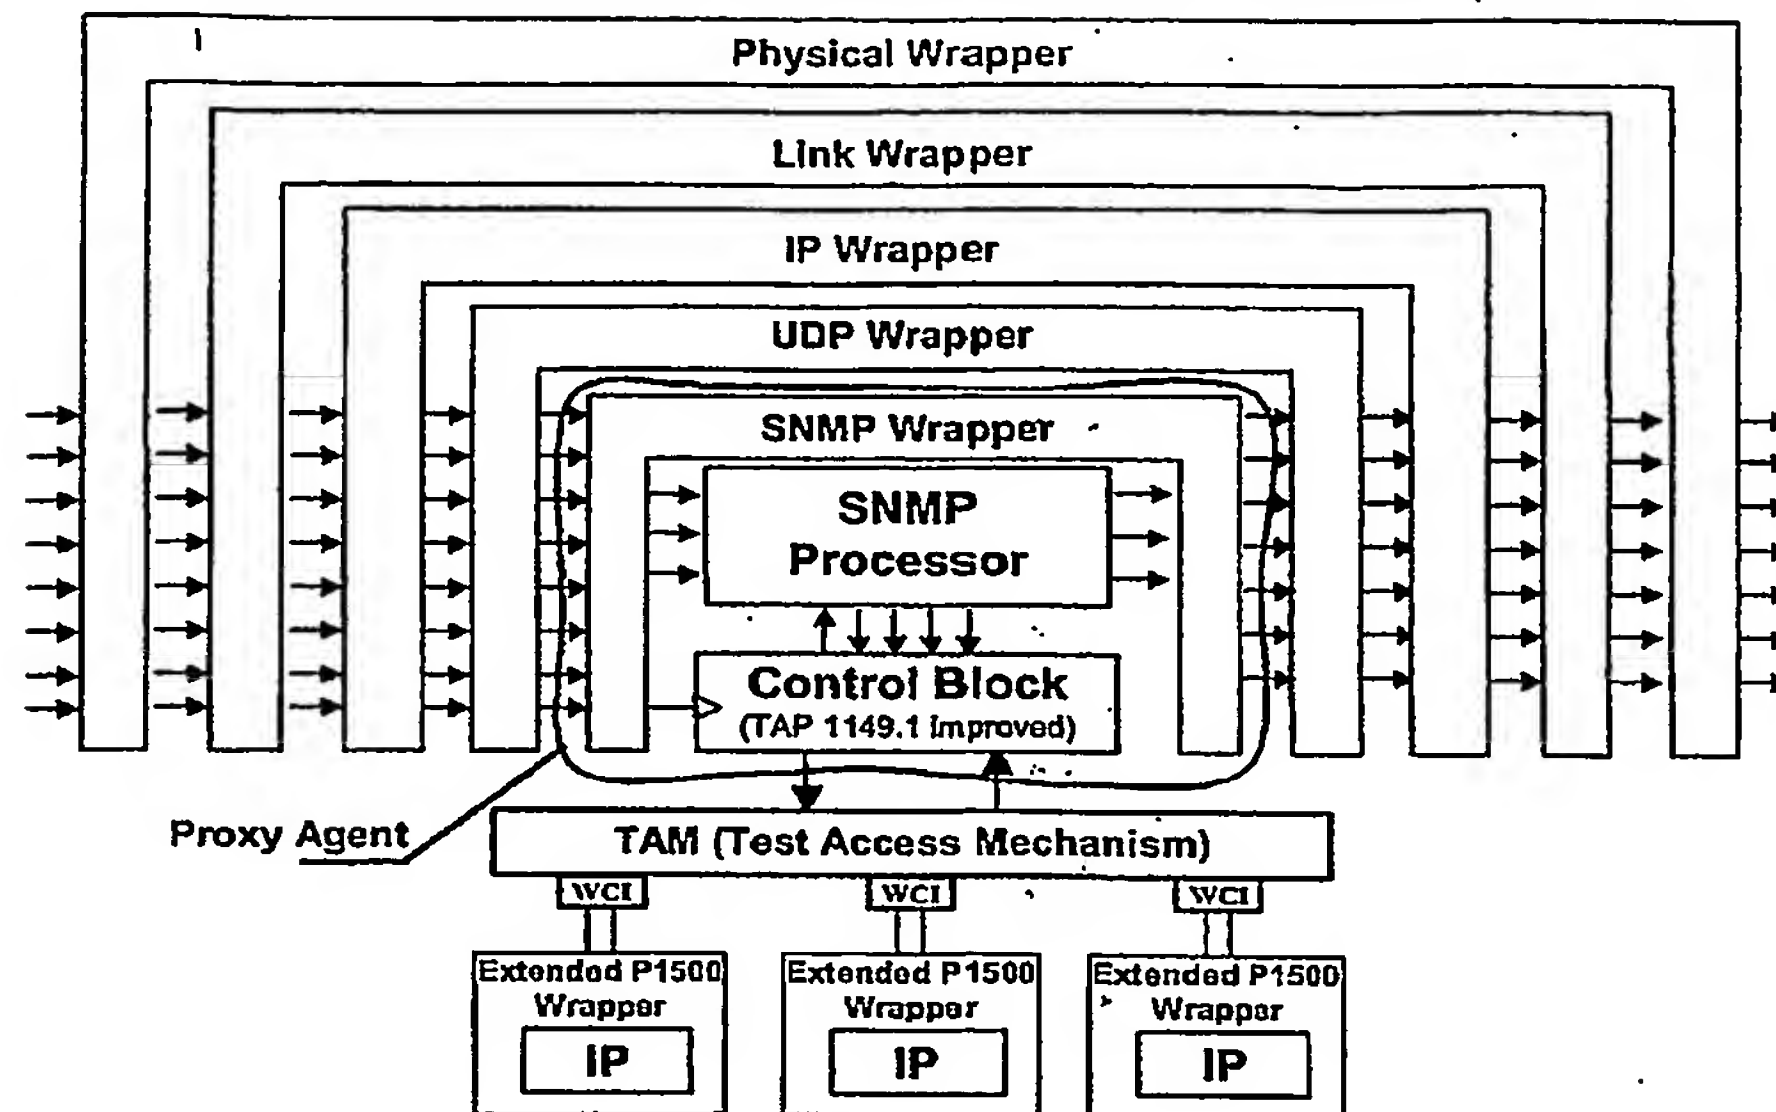 Physical Wrapper
Link Wrapper
IP Wrapper
UDP Wrapper
SNMP Wrapper
SNMP
Processor
Control Block
(TAP 1149.1 Improved)
Proxy Agent
TAM (Test Access Mechanism)
WCI WCI WCI
Extended P1500 Extended P1500 Extended P1500
Wrapper Wrapper Wrapper
IP IP IP